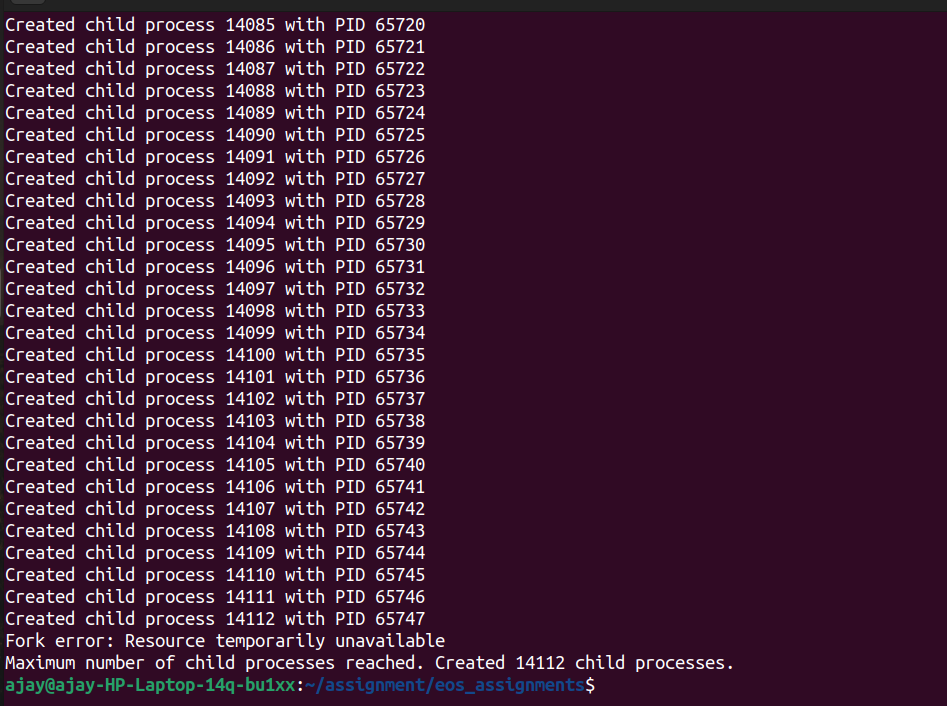 Created child process 14085 with PID 65720
Created child process 14086 with PID 65721
Created child process 14087 with PID 65722
Created child process 14088 with PID 65723
Created child process 14089 with PID 65724
Created child process 14090 with PID 65725
Created child process 14091 with PID 65726
Created child process 14092 with PID 65727
Created child process 14093 with PID 65728
Created child process 14094 with PID 65729
Created child process 14095 with PID 65730
Created child process 14096 with PID 65731
Created child process 14097 with PID 65732
Created child process 14098 with PID 65733
Created child process 14099 with PID 65734
Created child process 14100 with PID 65735
Created child process 14101 with PID 65736
Created child process 14102 with PID 65737
Created child process 14103 with PID 65738
Created child process 14104 with PID 65739
Created child process 14105 with PID 65740
Created child process 14106 with PID 65741
Created child process 14107 with PID 65742
Created child process 14108 with PID 65743
Created child process 14109 with PID 65744
Created child process 14110 with PID 65745
Created child process 14111 with PID 65746
Created child process 14112 with PID 65747
Fork error: Resource temporarily unavailable
Maximum number of child processes reached. Created 14112 child processes.
ajay@ajay-HP-Laptop-14q-bu1xx:~/assignment/eos_assignments$